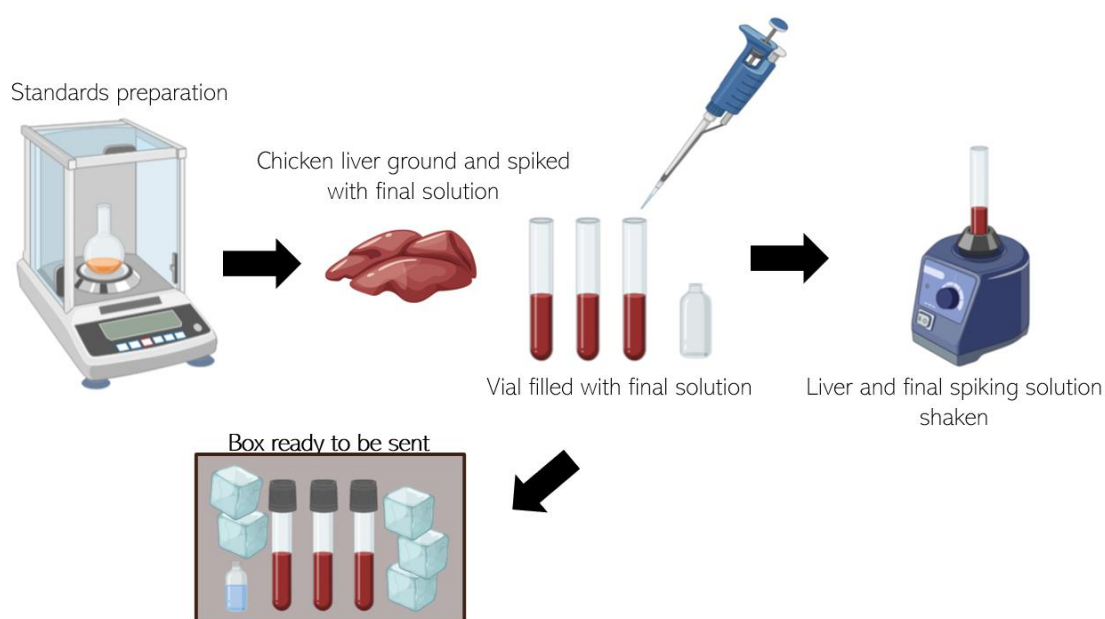 Standards preparation
Chicken liver ground and spiked
with final solution
Vial filled with final solution
Liver and final spiking solution
shaken
Box ready to be sent